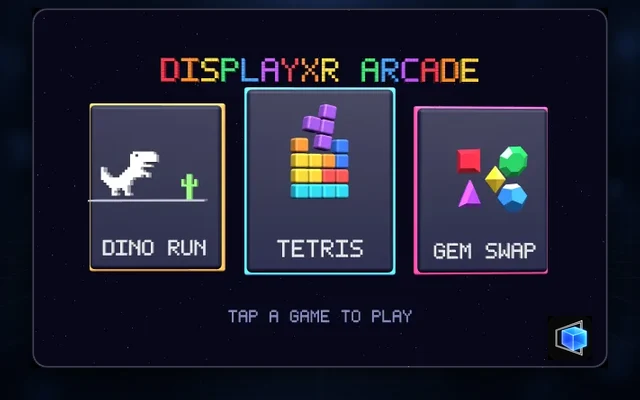 DISPLAYXR ARCADE
DINO RUN
TETRIS
GEM SWAP
TAP A GAME TO PLAY